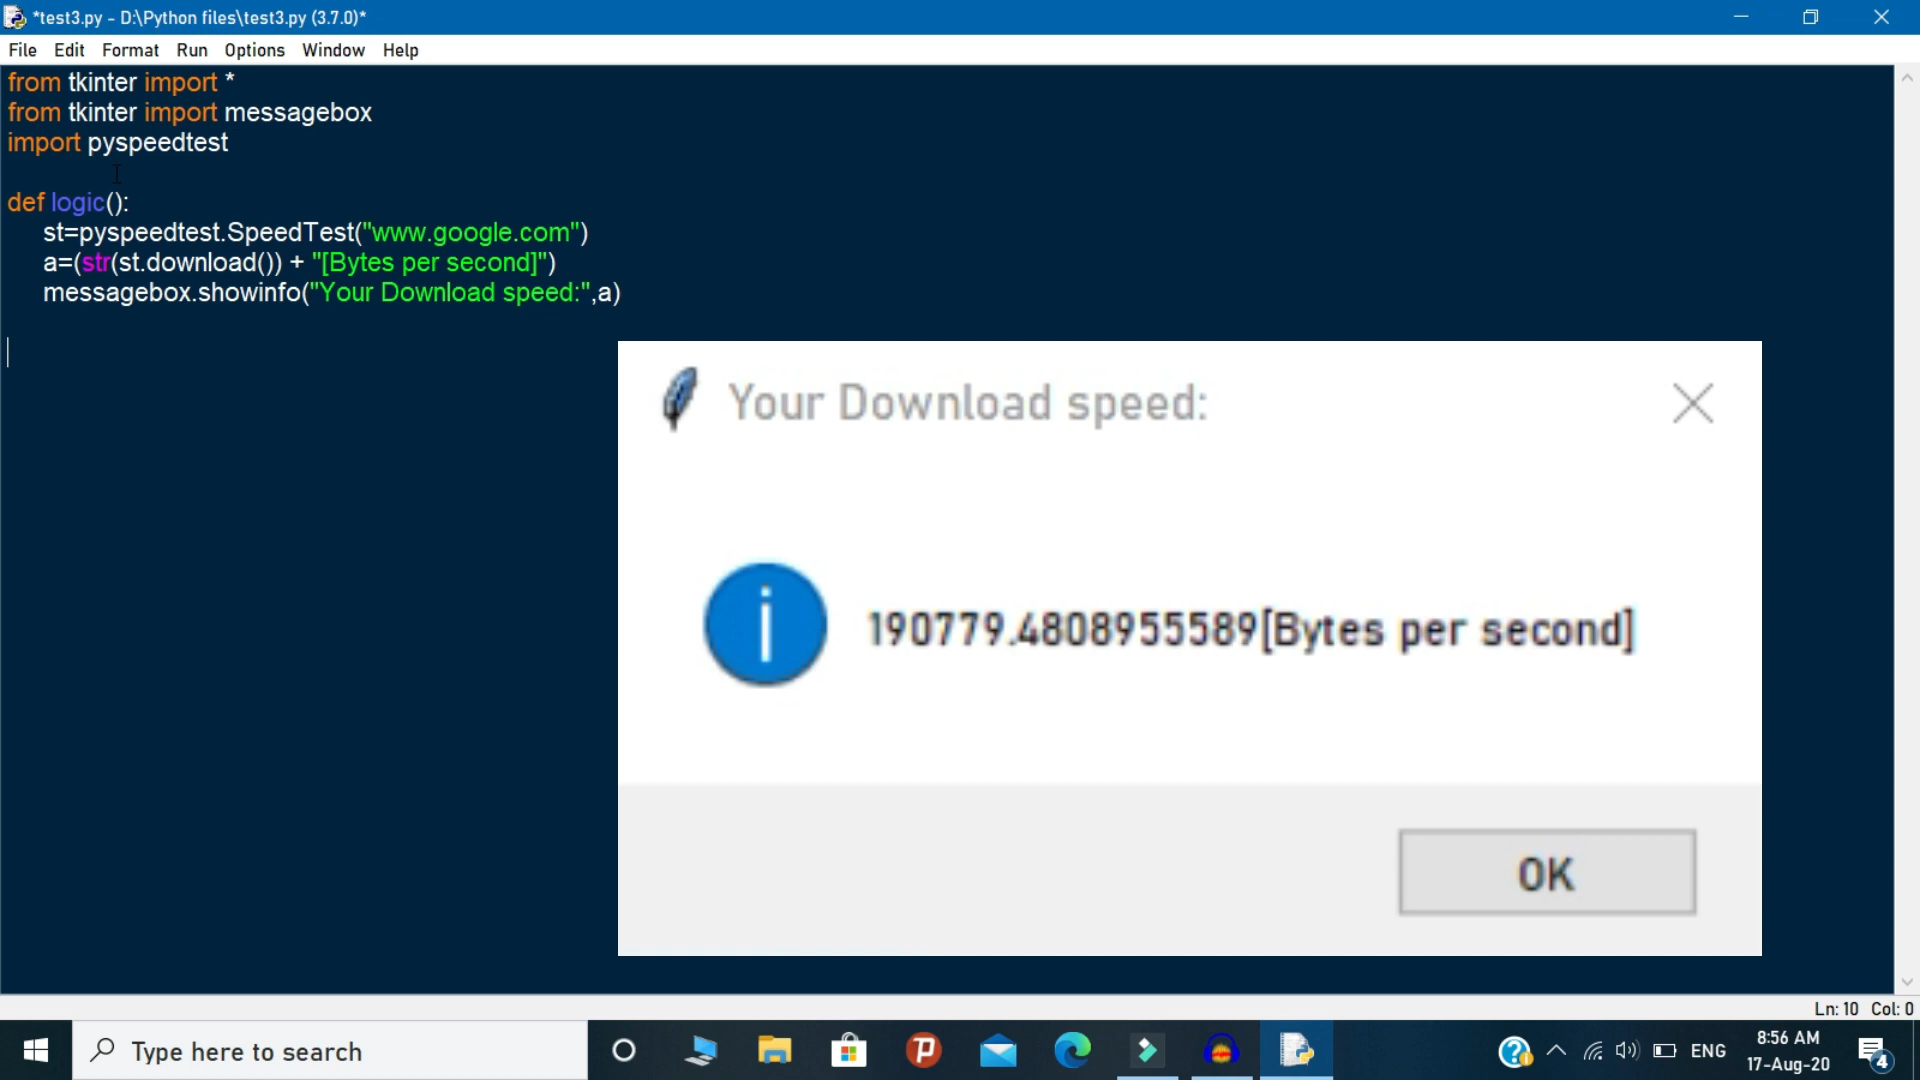 *test3.py - D:\Python files\test3.py (3.7.0)*
File Edit Format Run Options Window Help
from tkinter import *
from tkinter import messagebox
import pyspeedtest
def logic():
st=pyspeedtest.SpeedTest("www.google.com")
a=(str(st.download()) + "[Bytes per second]")
messagebox.showinfo("Your Download speed:",a)
Your Download speed:
190779.4808955589[Bytes per second]
OK
Ln: 10 Col: 0
Type here to search
ENG
8:56 AM
17-Aug-20
4